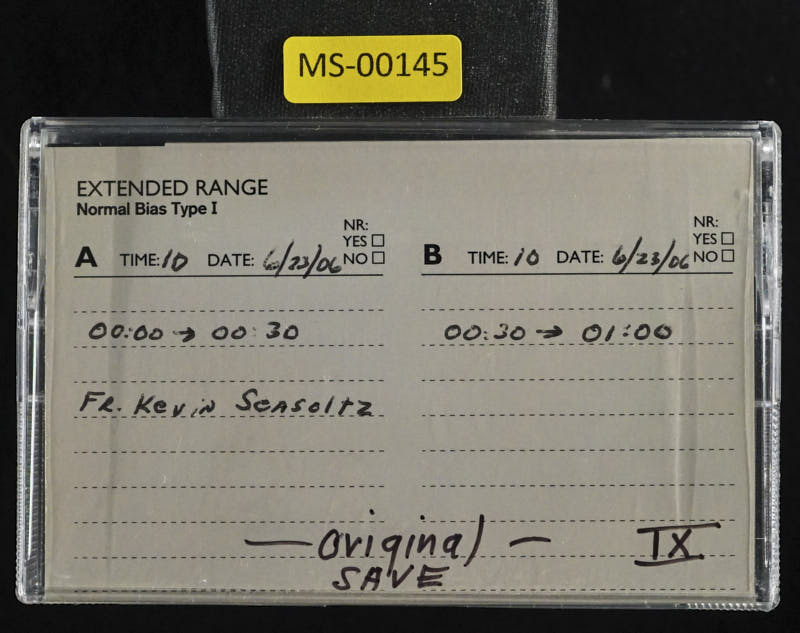 MS-00145
EXTENDED RANGE
Normal Bias Type I
A TIME: 10 DATE: 6/23/06 NR: YES NO
B TIME: 10 DATE: 6/23/06 NR: YES NO
00:00 → 00:30
00:30 → 01:00
FR. Kevin Seasoltz
— Original —
SAVE
IX